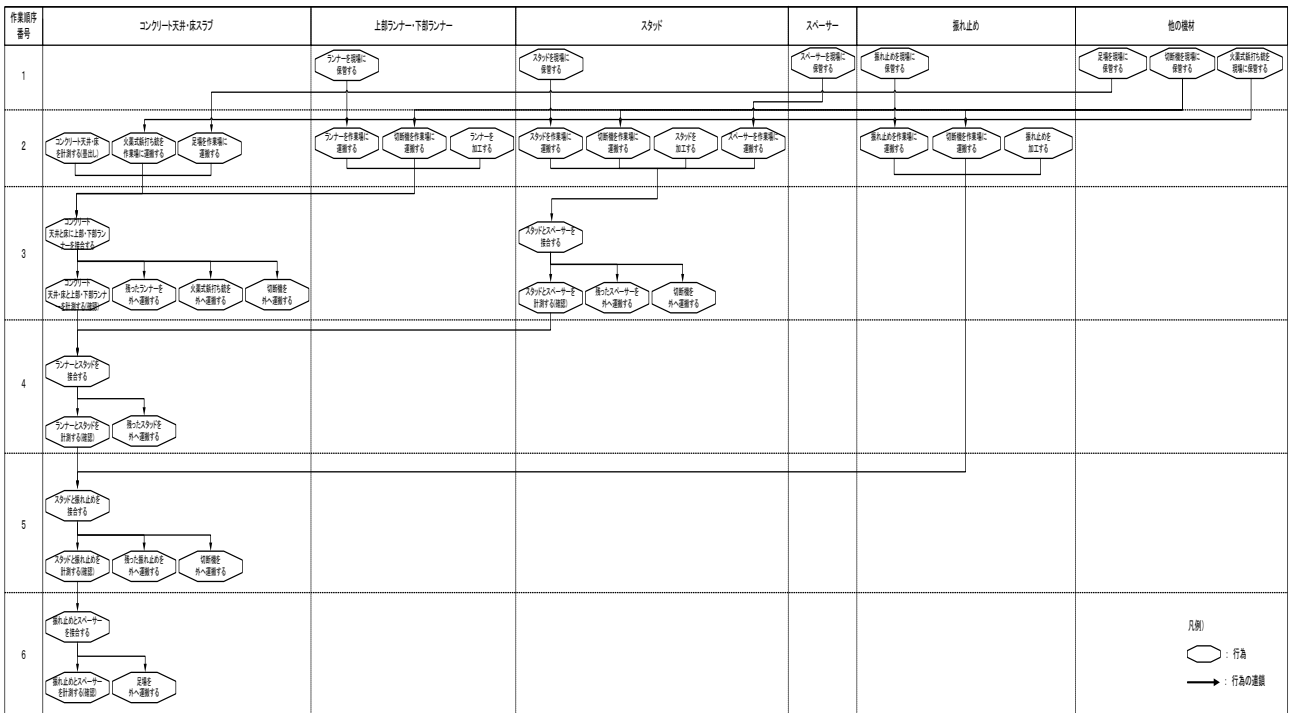 作業順序
番号
コンクリート天井・床スラブ
上部ランナー・下部ランナー
スタッド
スペーサー
振れ止め
他の機材
1
ランナーを現場に
保管する
スタッドを現場に
保管する
スペーサーを現場に
保管する
振れ止めを現場に
保管する
足場を現場に
保管する
切断機を現場に
保管する
火薬式鋲打ち銃を
現場に保管する
2
コンクリート天井・床
を計測する(墨出し)
火薬式鋲打ち銃を
作業場に運搬する
足場を作業場に
運搬する
ランナーを作業場に
運搬する
切断機を作業場に
運搬する
ランナーを
加工する
スタッドを作業場に
運搬する
切断機を作業場に
運搬する
スタッドを
加工する
スペーサーを作業場に
運搬する
振れ止めを作業場に
運搬する
切断機を作業場に
運搬する
振れ止めを
加工する
3
コンクリート
天井と床に上部・下部ラン
ナーを接合する
スタッドとスペーサーを
接合する
コンクリート
天井・床と上部・下部ランナ
を計測する(確認)
残ったランナーを
外へ運搬する
火薬式鋲打ち銃を
外へ運搬する
切断機を
外へ運搬する
スタッドとスペーサーを
計測する(確認)
残ったスペーサーを
外へ運搬する
切断機を
外へ運搬する
4
ランナーとスタッドを
接合する
ランナーとスタッドを
計測する(確認)
残ったスタッドを
外へ運搬する
5
スタッドと振れ止めを
接合する
スタッドと振れ止めを
計測する(確認)
残った振れ止めを
外へ運搬する
切断機を
外へ運搬する
6
振れ止めとスペーサー
を接合する
振れ止めとスペーサー
を計測する(確認)
足場を
外へ運搬する
凡例)
：行為
：行為の連鎖